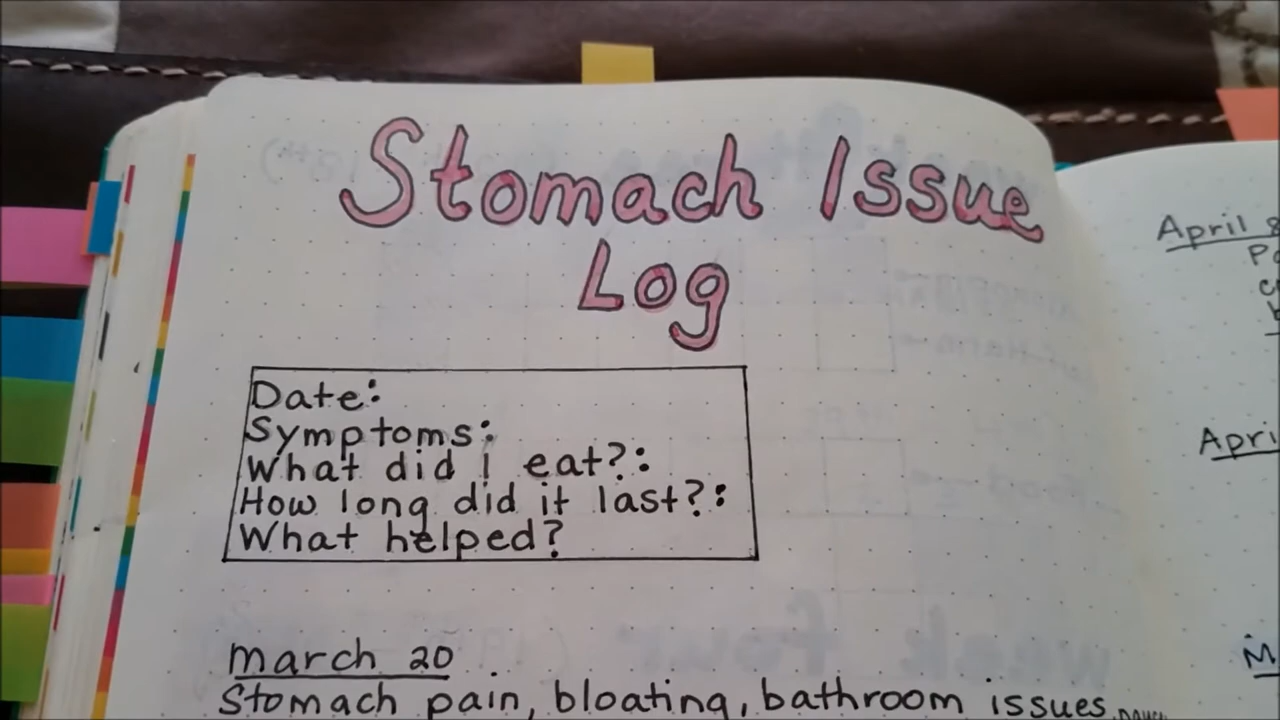 Stomach Issue
Log
Date:
Symptoms:
What did i eat?:
How long did it last?:
What helped?
march 20
Stomach pain, bloating, bathroom issues,
April 8